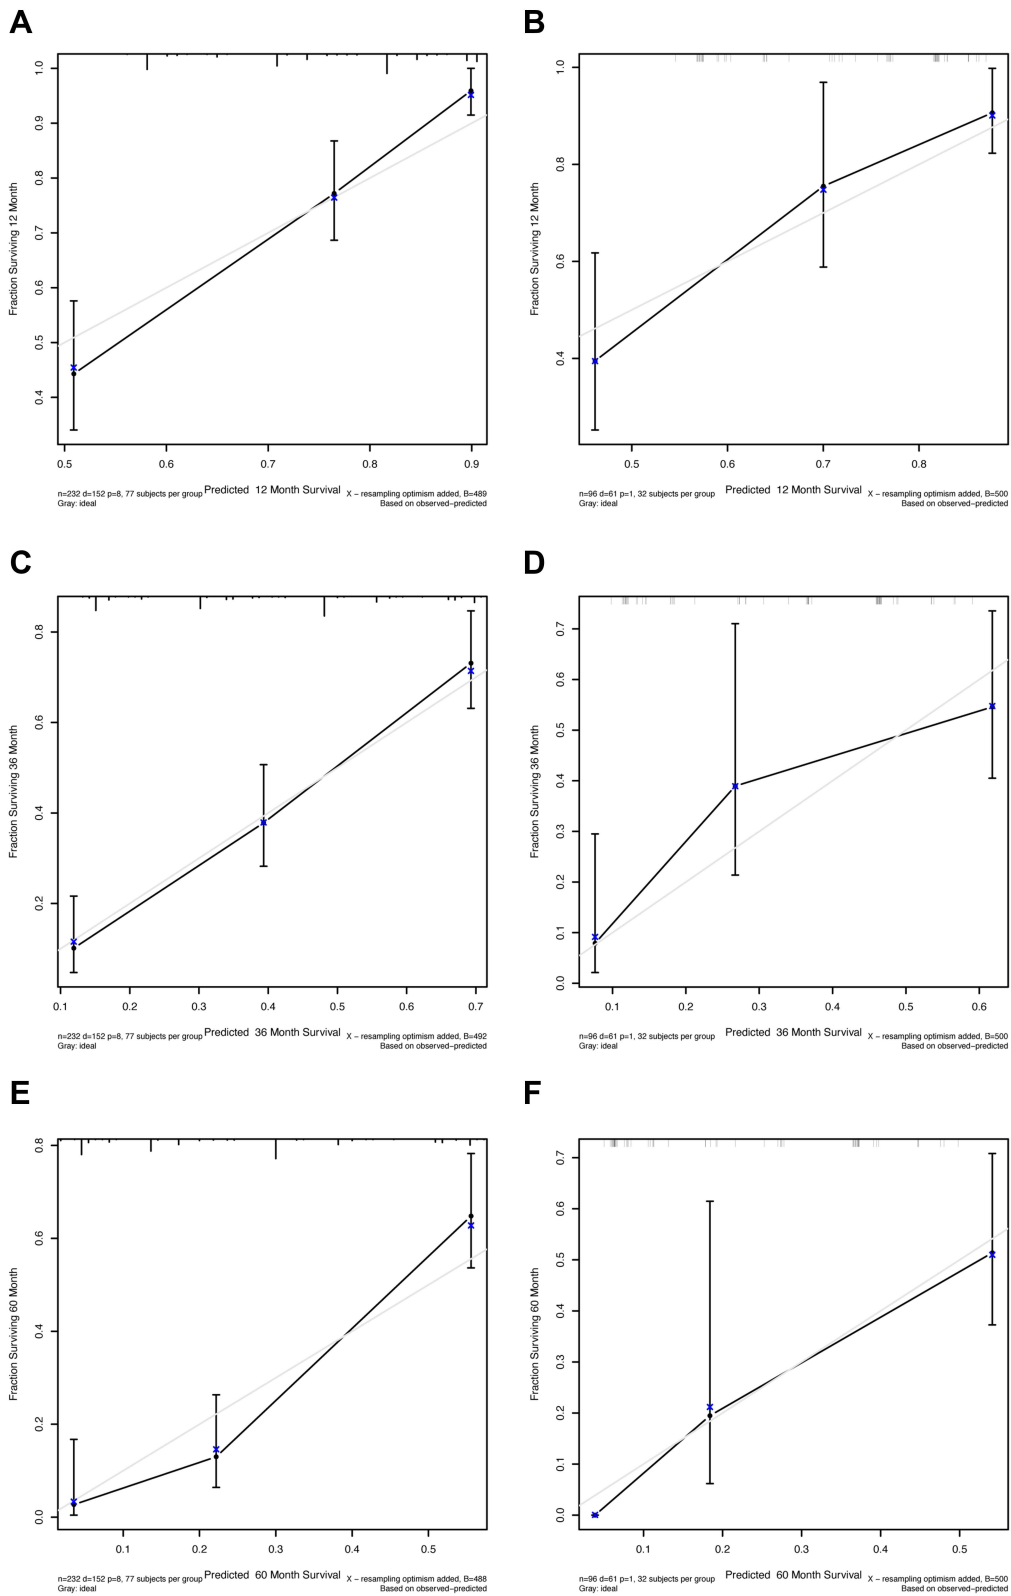 A
1.0
0.9
0.8
0.7
0.6
0.5
0.4
Fraction Surviving 12 Month
0.5 0.6 0.7 0.8 0.9
Predicted 12 Month Survival
n=232 d=152 p=8, 77 subjects per group
Gray: ideal
X − resampling optimism added, B=489
Based on observed-predicted
B
1.0
0.8
0.6
0.4
Fraction Surviving 12 Month
0.5 0.6 0.7 0.8
Predicted 12 Month Survival
n=96 d=61 p=1, 32 subjects per group
Gray: ideal
X − resampling optimism added, B=500
Based on observed-predicted
C
0.8
0.6
0.4
0.2
Fraction Surviving 36 Month
0.1 0.2 0.3 0.4 0.5 0.6 0.7
Predicted 36 Month Survival
n=232 d=152 p=8, 77 subjects per group
Gray: ideal
X − resampling optimism added, B=492
Based on observed-predicted
D
0.7
0.6
0.5
0.4
0.3
0.2
0.1
0.0
Fraction Surviving 36 Month
0.1 0.2 0.3 0.4 0.5 0.6
Predicted 36 Month Survival
n=96 d=61 p=1, 32 subjects per group
Gray: ideal
X − resampling optimism added, B=500
Based on observed-predicted
E
0.8
0.6
0.4
0.2
0.0
Fraction Surviving 60 Month
0.1 0.2 0.3 0.4 0.5
Predicted 60 Month Survival
n=232 d=152 p=8, 77 subjects per group
Gray: ideal
X − resampling optimism added, B=488
Based on observed-predicted
F
0.7
0.6
0.5
0.4
0.3
0.2
0.1
0.0
Fraction Surviving 60 Month
0.1 0.2 0.3 0.4 0.5
Predicted 60 Month Survival
n=96 d=61 p=1, 32 subjects per group
Gray: ideal
X − resampling optimism added, B=500
Based on observed-predicted